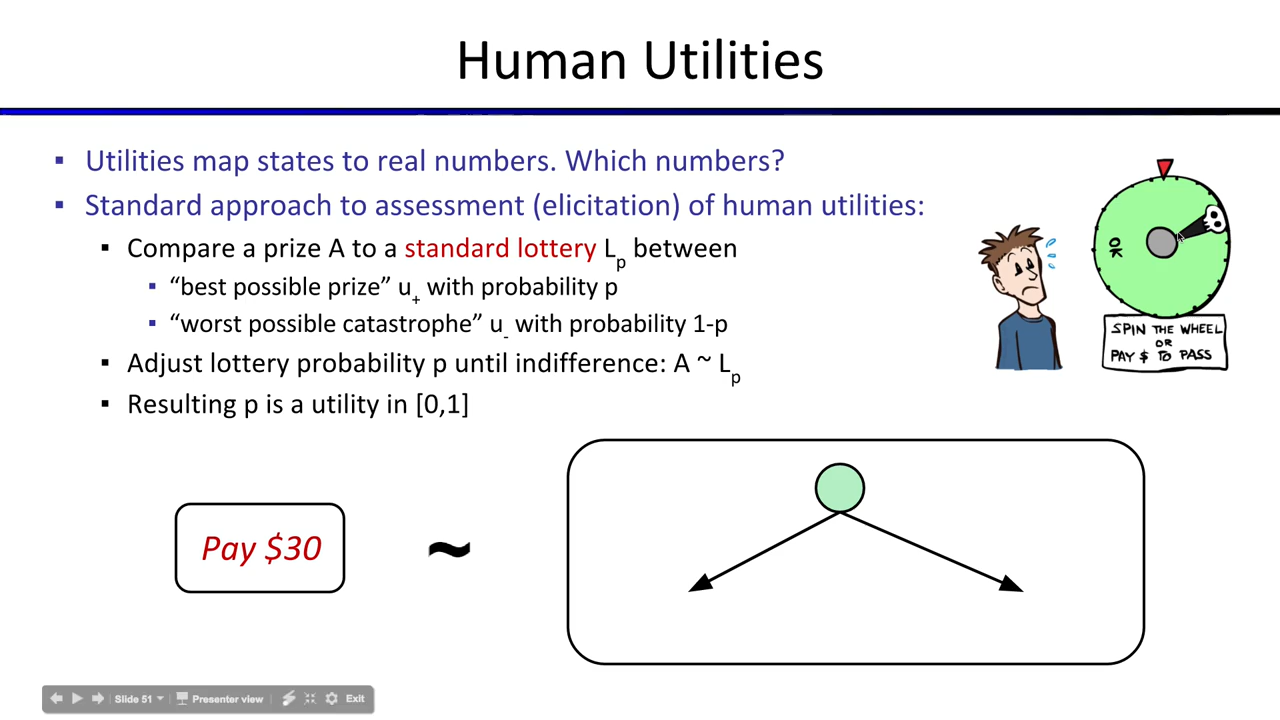 Human Utilities
▪ Utilities map states to real numbers. Which numbers?
▪ Standard approach to assessment (elicitation) of human utilities:
▪ Compare a prize A to a standard lottery Lp between
▪ “best possible prize” u+ with probability p
▪ “worst possible catastrophe” u- with probability 1-p
▪ Adjust lottery probability p until indifference: A ~ Lp
▪ Resulting p is a utility in [0,1]
OK
SPIN THE WHEEL
OR
PAY $ TO PASS
Pay $30
~
Slide 51
Presenter view
Exit